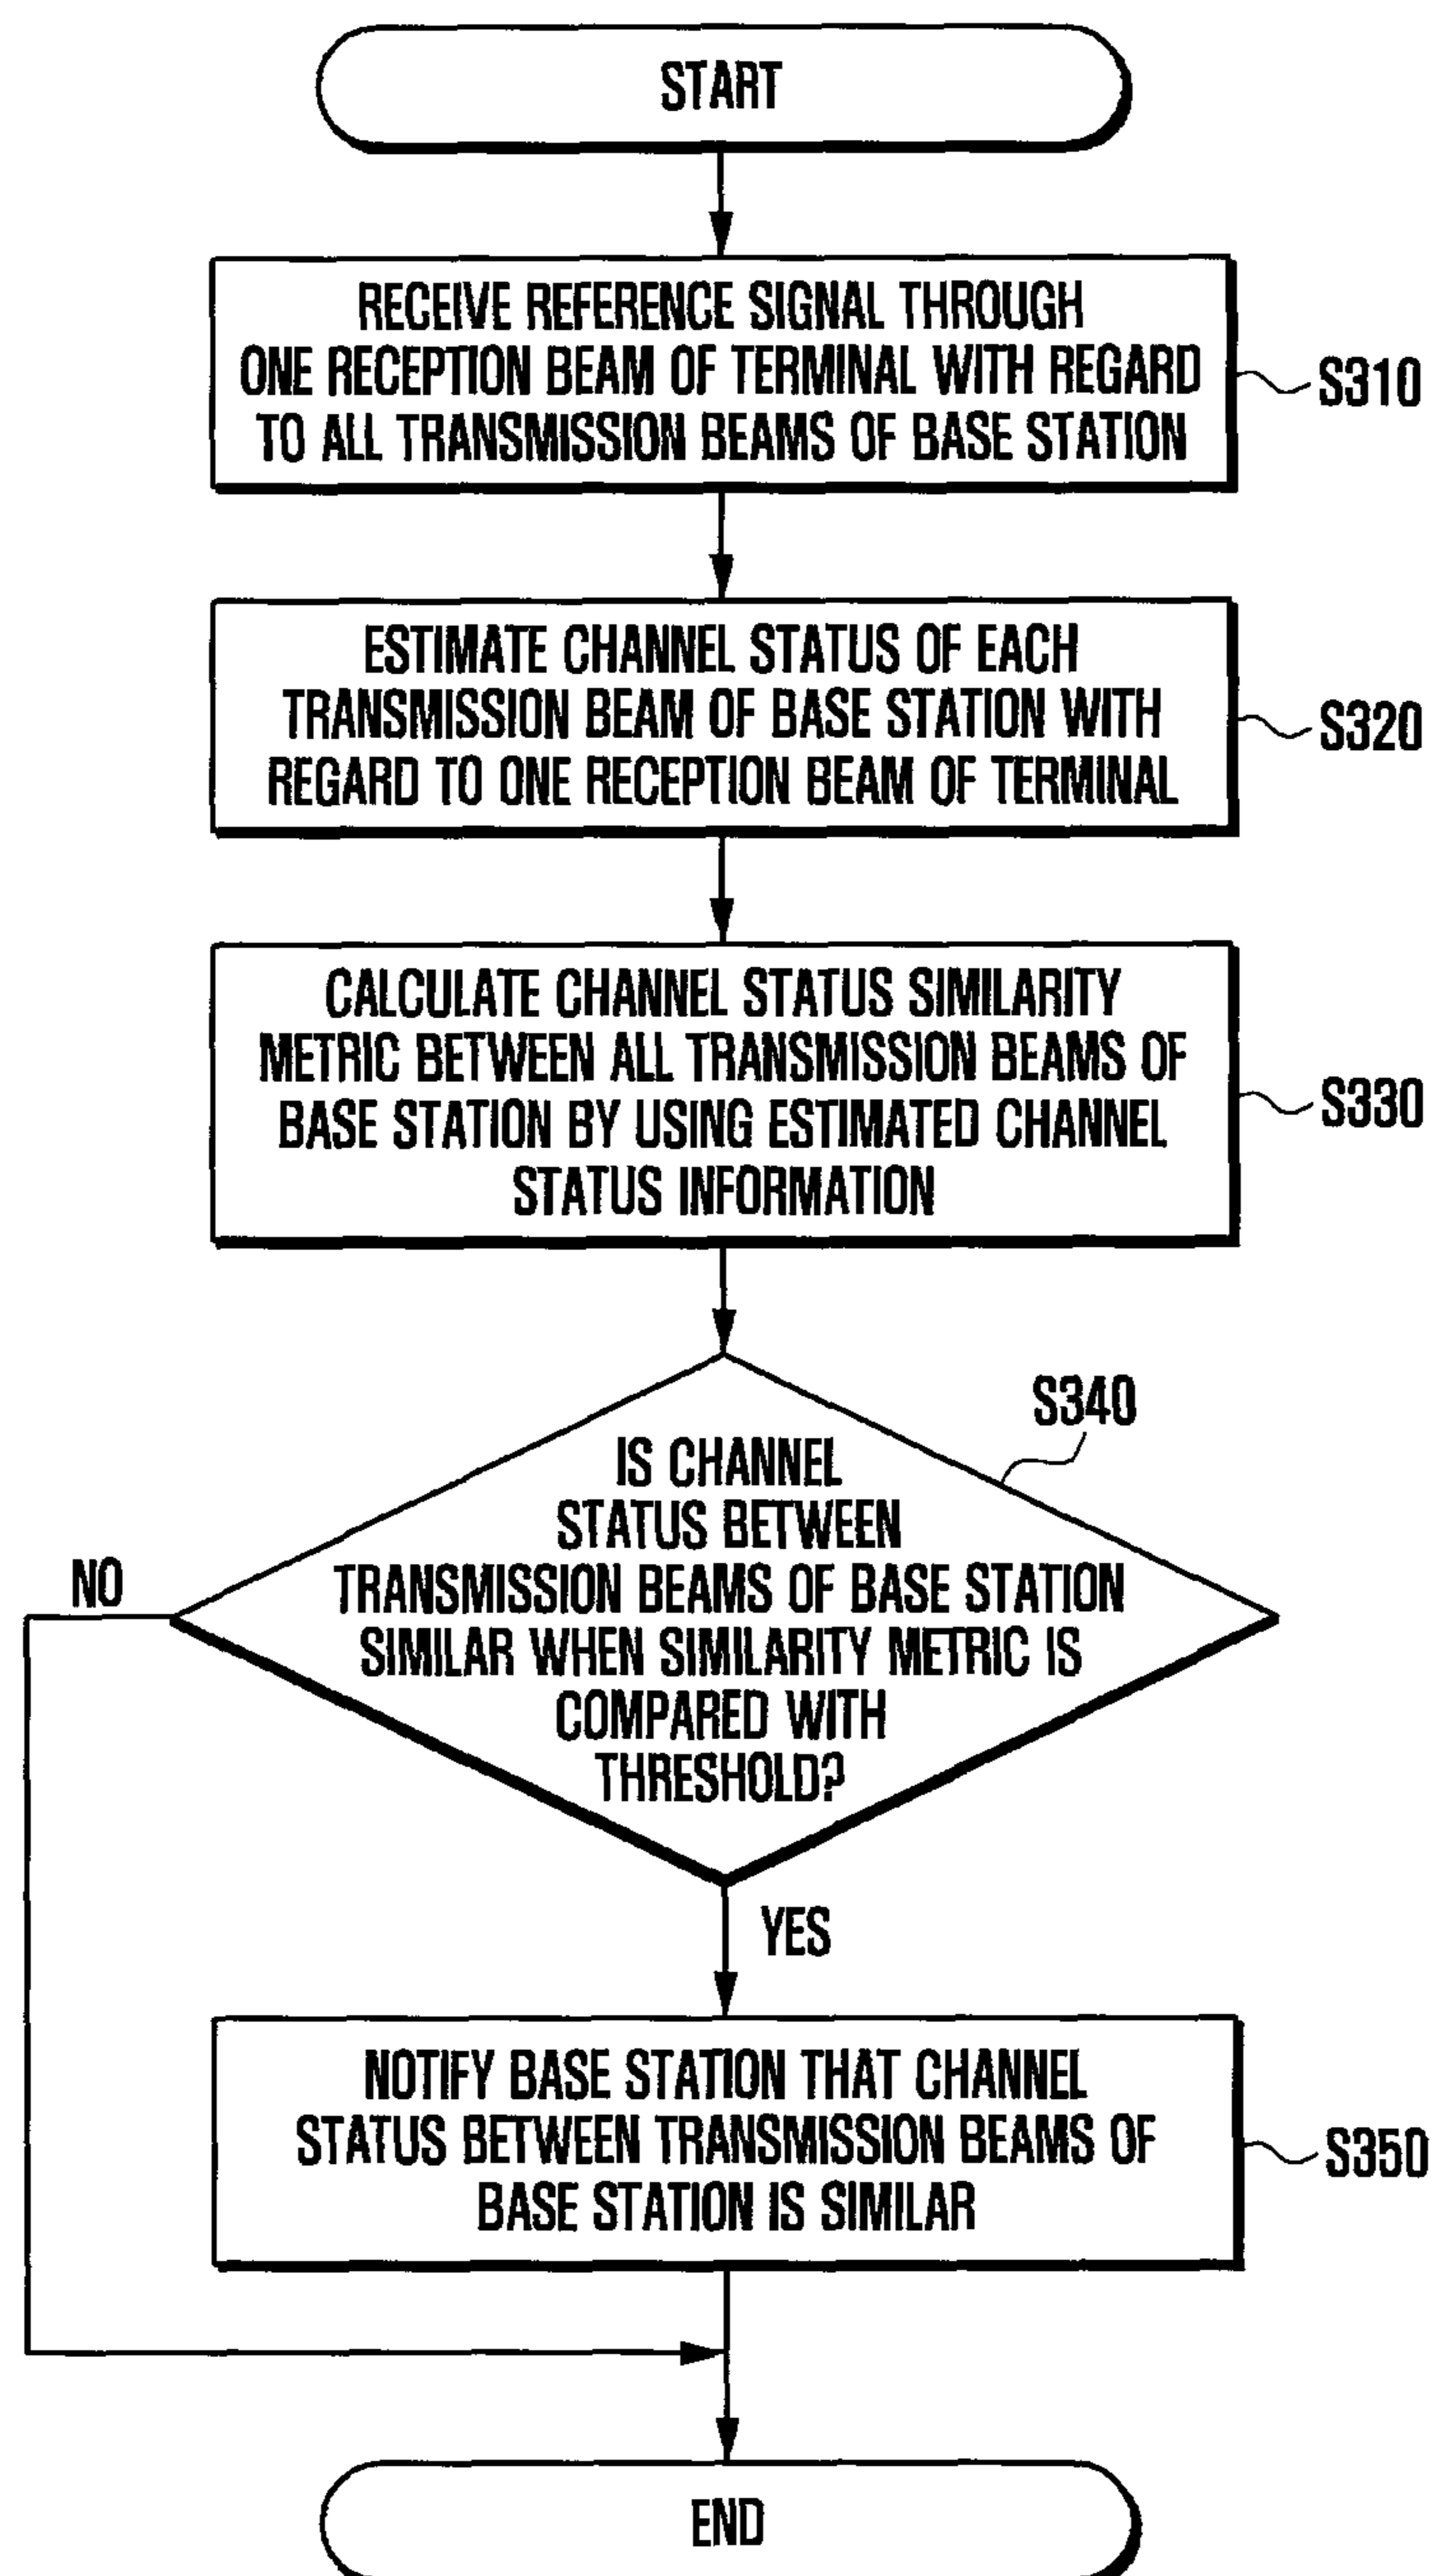 START
RECEIVE REFERENCE SIGNAL THROUGH
ONE RECEPTION BEAM OF TERMINAL WITH REGARD
TO ALL TRANSMISSION BEAMS OF BASE STATION
S310
ESTIMATE CHANNEL STATUS OF EACH
TRANSMISSION BEAM OF BASE STATION WITH
REGARD TO ONE RECEPTION BEAM OF TERMINAL
S320
CALCULATE CHANNEL STATUS SIMILARITY
METRIC BETWEEN ALL TRANSMISSION BEAMS OF
BASE STATION BY USING ESTIMATED CHANNEL
STATUS INFORMATION
S330
S340
IS CHANNEL
STATUS BETWEEN
TRANSMISSION BEAMS OF BASE STATION
SIMILAR WHEN SIMILARITY METRIC IS
COMPARED WITH
THRESHOLD?
NO
YES
NOTIFY BASE STATION THAT CHANNEL
STATUS BETWEEN TRANSMISSION BEAMS OF
BASE STATION IS SIMILAR
S350
END